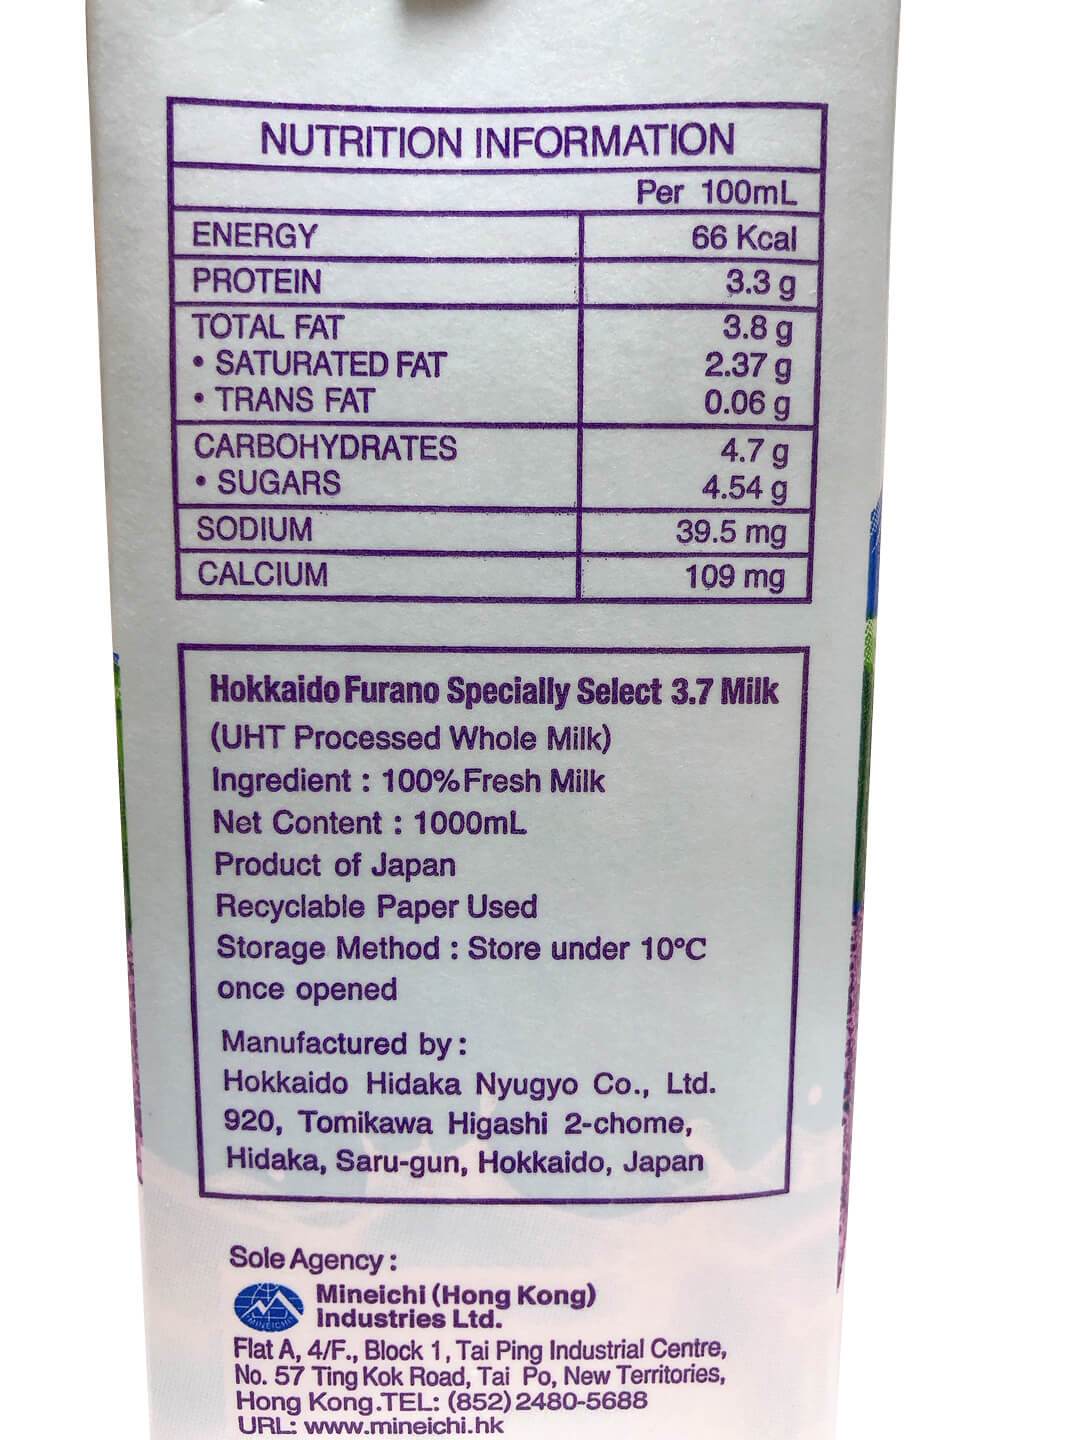 NUTRITION INFORMATION
Per 100mL
ENERGY 66 Kcal
PROTEIN 3.3 g
TOTAL FAT 3.8 g
• SATURATED FAT 2.37 g
• TRANS FAT 0.06 g
CARBOHYDRATES 4.7 g
• SUGARS 4.54 g
SODIUM 39.5 mg
CALCIUM 109 mg
Hokkaido Furano Specially Select 3.7 Milk
(UHT Processed Whole Milk)
Ingredient : 100% Fresh Milk
Net Content : 1000mL
Product of Japan
Recyclable Paper Used
Storage Method : Store under 10°C
once opened
Manufactured by :
Hokkaido Hidaka Nyugyo Co., Ltd.
920, Tomikawa Higashi 2-chome,
Hidaka, Saru-gun, Hokkaido, Japan
Sole Agency :
MINEICHI
Mineichi (Hong Kong)
Industries Ltd.
Flat A, 4/F., Block 1, Tai Ping Industrial Centre,
No. 57 Ting Kok Road, Tai Po, New Territories,
Hong Kong.TEL: (852) 2480-5688
URL: www.mineichi.hk